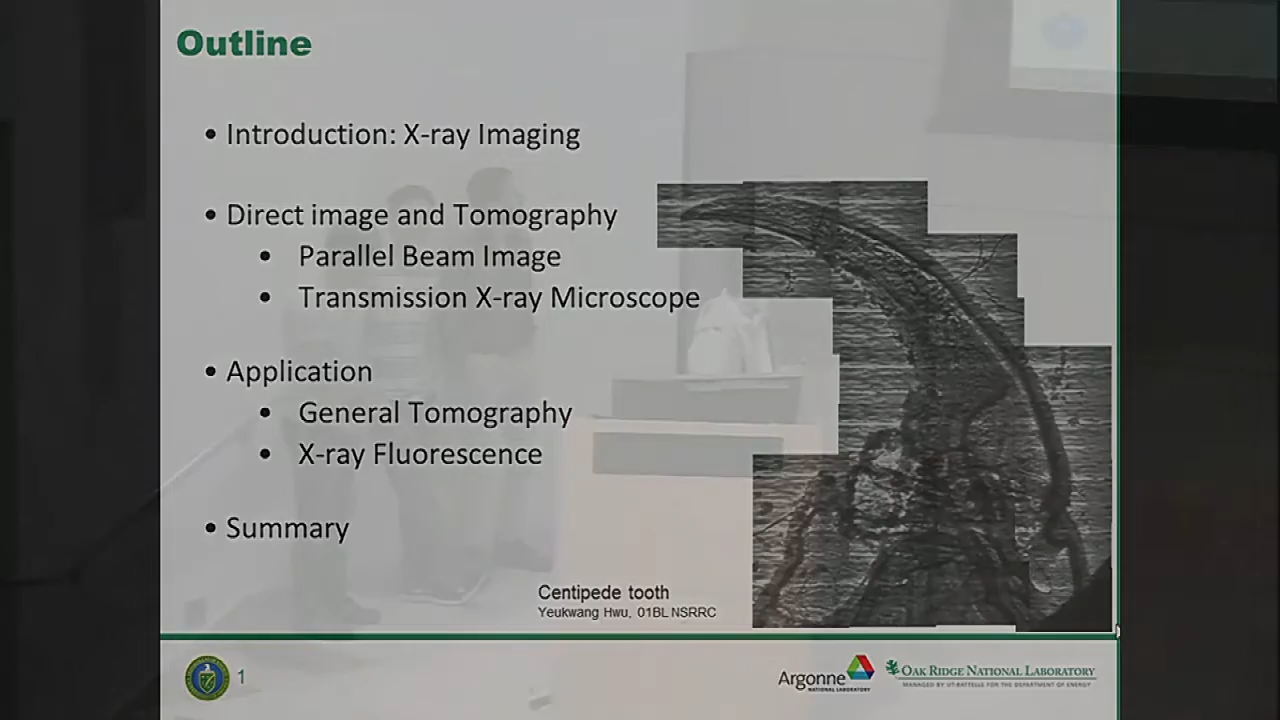 Outline
• Introduction: X-ray Imaging
• Direct image and Tomography
• Parallel Beam Image
• Transmission X-ray Microscope
• Application
• General Tomography
• X-ray Fluorescence
• Summary
Centipede tooth
Yeukwang Hwu, 01BL NSRRC
1
Argonne
NATIONAL LABORATORY
OAK RIDGE NATIONAL LABORATORY
MANAGED BY UT-BATTELLE FOR THE DEPARTMENT OF ENERGY